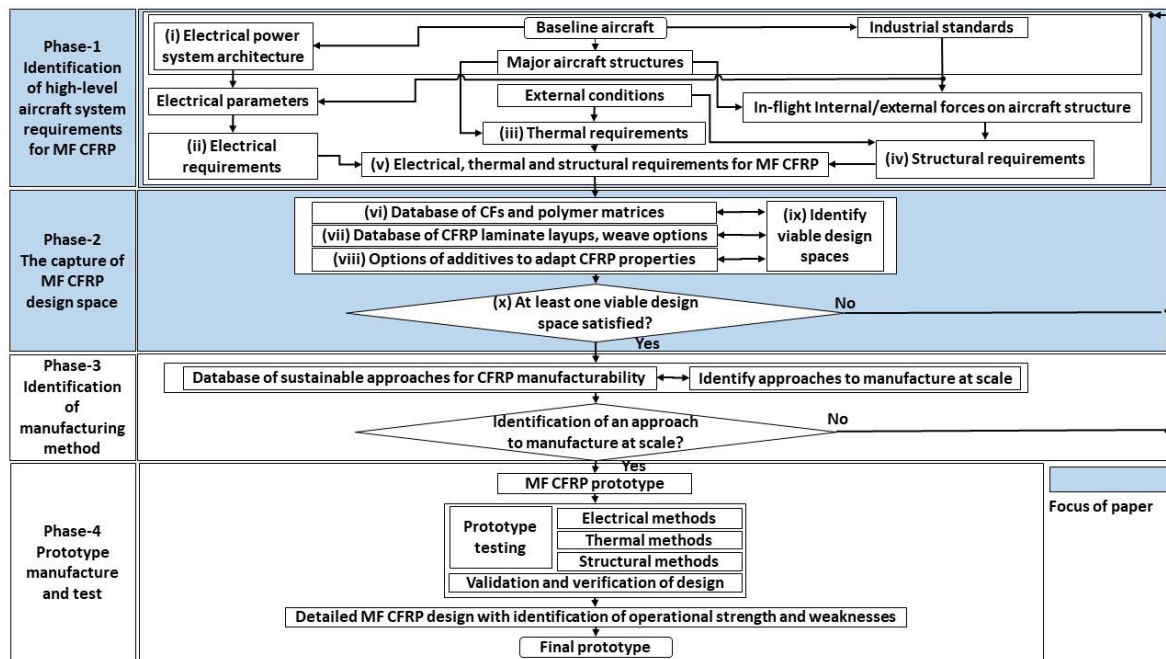 Phase-1
Identification
of high-level
aircraft system
requirements
for MF CFRP
(i) Electrical power
system architecture
Baseline aircraft
Industrial standards
Major aircraft structures
Electrical parameters
External conditions
In-flight Internal/external forces on aircraft structure
(ii) Electrical
requirements
(iii) Thermal requirements
(iv) Structural requirements
(v) Electrical, thermal and structural requirements for MF CFRP
Phase-2
The capture of
MF CFRP
design space
(vi) Database of CFs and polymer matrices
(vii) Database of CFRP laminate layups, weave options
(viii) Options of additives to adapt CFRP properties
(ix) Identify
viable design
spaces
(x) At least one viable design
space satisfied?
No
Yes
Phase-3
Identification
of
manufacturing
method
Database of sustainable approaches for CFRP manufacturability
Identify approaches to manufacture at scale
Identification of an approach
to manufacture at scale?
No
Yes
Phase-4
Prototype
manufacture
and test
MF CFRP prototype
Prototype
testing
Electrical methods
Thermal methods
Structural methods
Validation and verification of design
Detailed MF CFRP design with identification of operational strength and weaknesses
Final prototype
Focus of paper